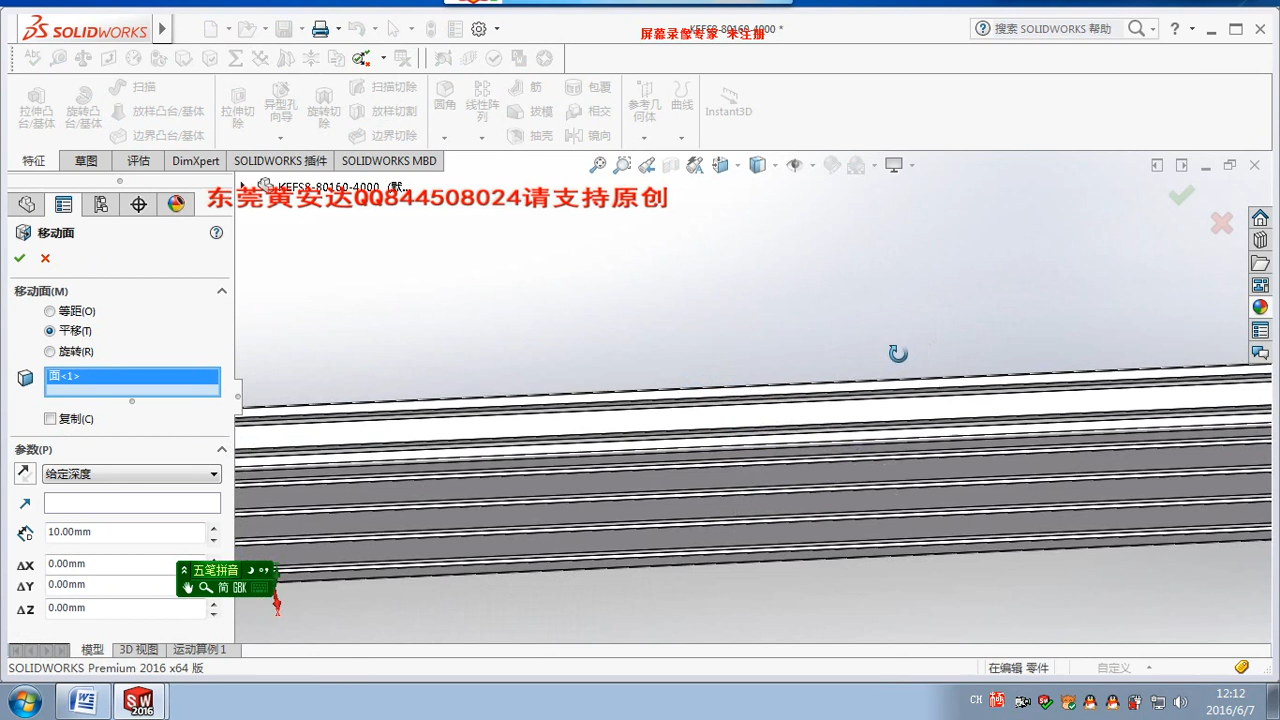 SOLIDWORKS
KEFS8-80160-4000 *
屏幕录像专家 未注册
搜索 SOLIDWORKS 帮助
拉伸凸台/基体
旋转凸台/基体
扫描
放样凸台/基体
边界凸台/基体
拉伸切除
异型孔向导
旋转切除
扫描切除
放样切割
边界切除
圆角
线性阵列
筋
拔模
抽壳
包覆
相交
镜向
参考几何体
曲线
Instant3D
特征 草图 评估 DimXpert SOLIDWORKS 插件 SOLIDWORKS MBD
KEFS8-80160-4000 (默...
东莞黄安达QQ844508024请支持原创
移动面
移动面(M)
等距(O)
平移(T)
旋转(R)
面<1>
复制(C)
参数(P)
给定深度
10.00mm
ΔX 0.00mm
ΔY 0.00mm
ΔZ 0.00mm
五笔拼音
简 GBK
模型 3D 视图 运动算例 1
SOLIDWORKS Premium 2016 x64 版
在编辑 零件
自定义
SW 2016
CH
12:12
2016/6/7